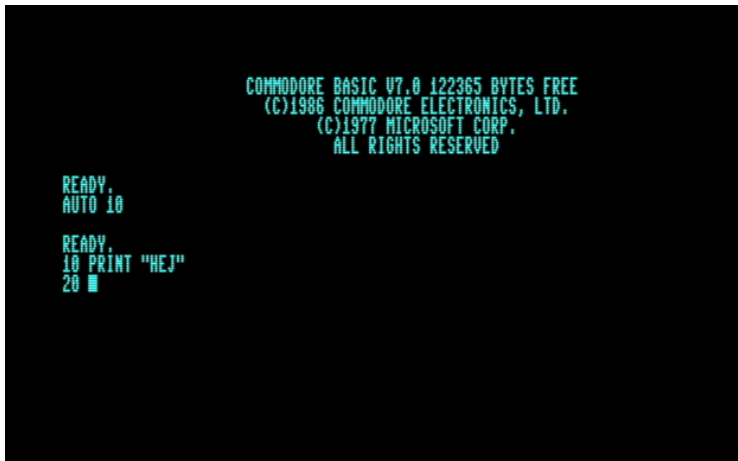 COMMODORE BASIC V7.0 122365 BYTES FREE
(C)1986 COMMODORE ELECTRONICS, LTD.
(C)1977 MICROSOFT CORP.
ALL RIGHTS RESERVED
READY.
AUTO 10
READY.
10 PRINT "HEJ"
20